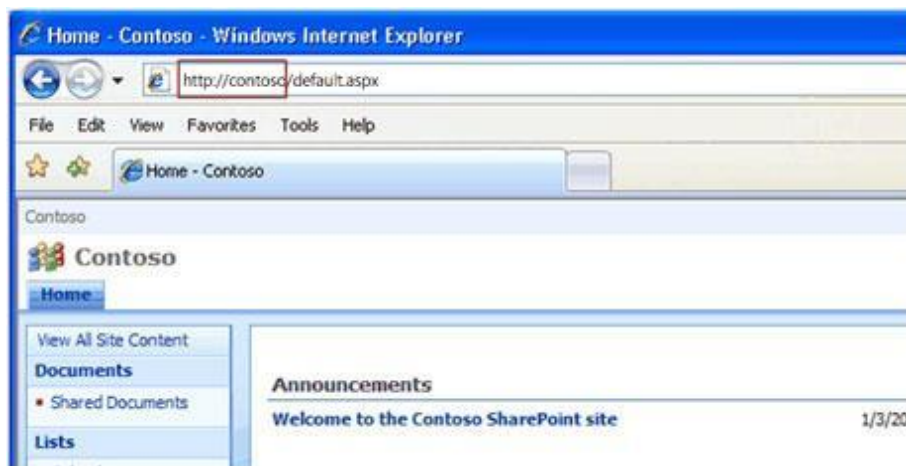 Home - Contoso - Windows Internet Explorer
http://contoso/default.aspx
File Edit View Favorites Tools Help
Home - Contoso
Contoso
Contoso
Home
View All Site Content
Documents
Shared Documents
Lists
Announcements
Welcome to the Contoso SharePoint site 1/3/20